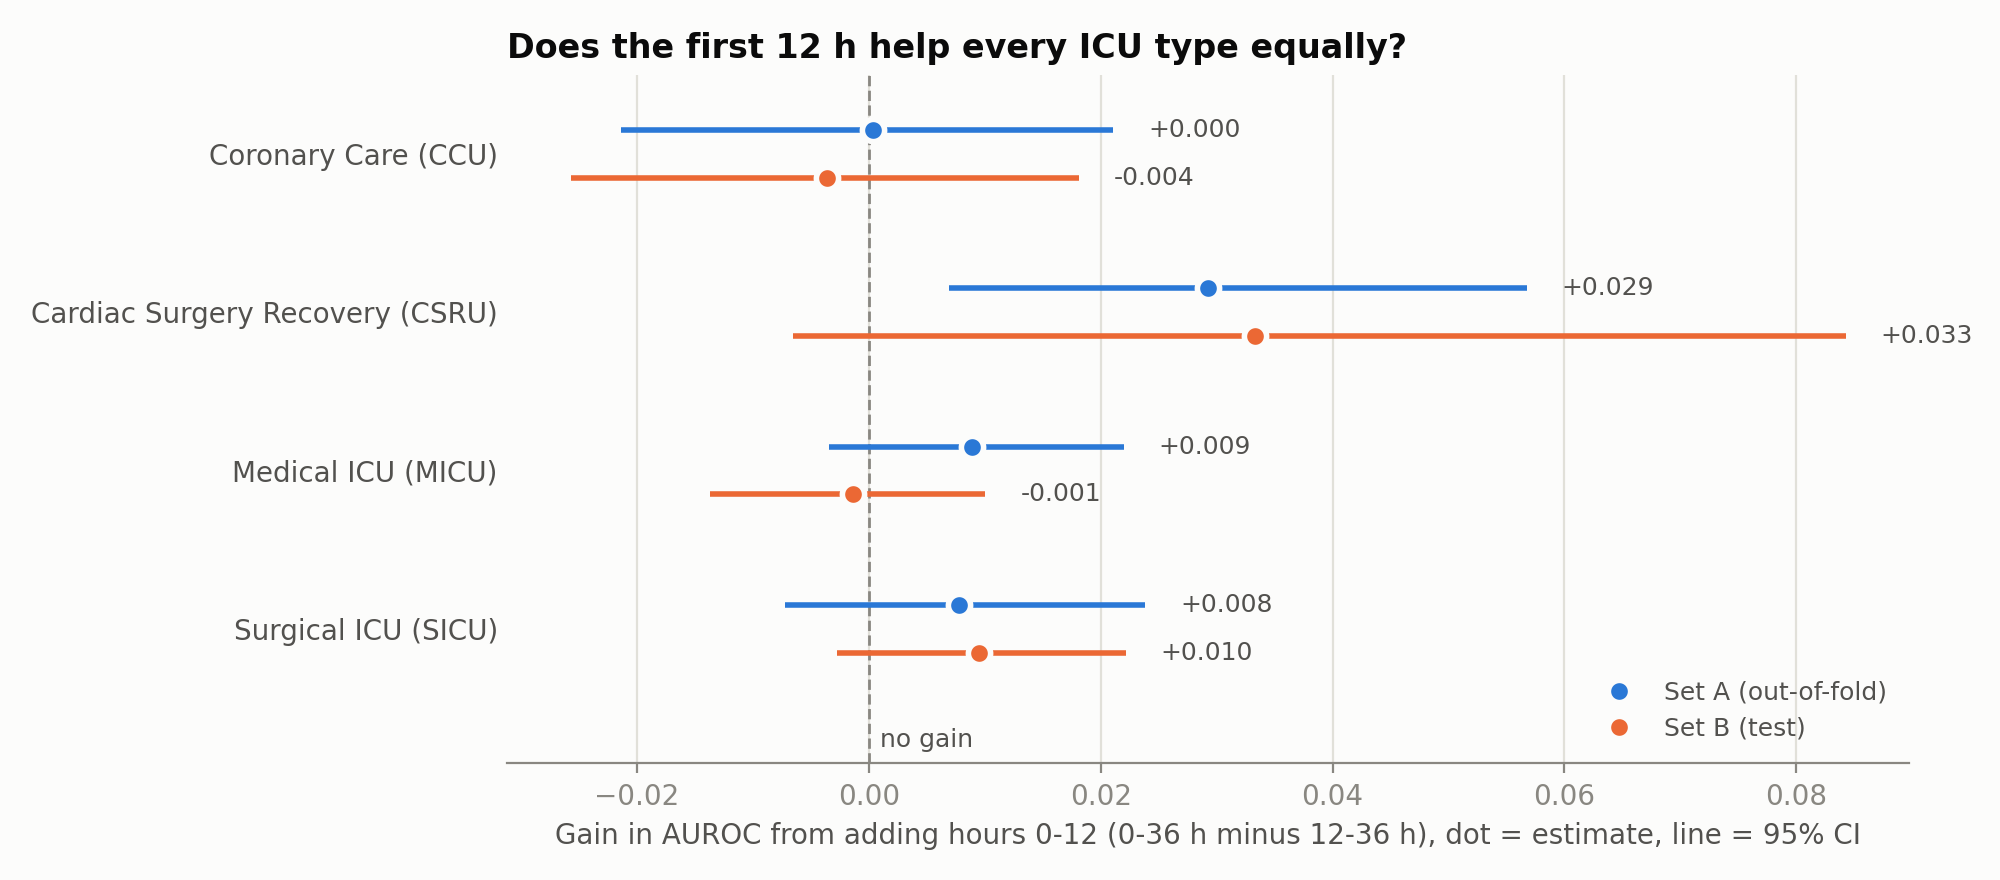 Does the first 12 h help every ICU type equally?
Coronary Care (CCU)
+0.000
-0.004
Cardiac Surgery Recovery (CSRU)
+0.029
+0.033
Medical ICU (MICU)
+0.009
-0.001
Surgical ICU (SICU)
+0.008
+0.010
Set A (out-of-fold)
Set B (test)
no gain
−0.02 0.00 0.02 0.04 0.06 0.08
Gain in AUROC from adding hours 0-12 (0-36 h minus 12-36 h), dot = estimate, line = 95% CI